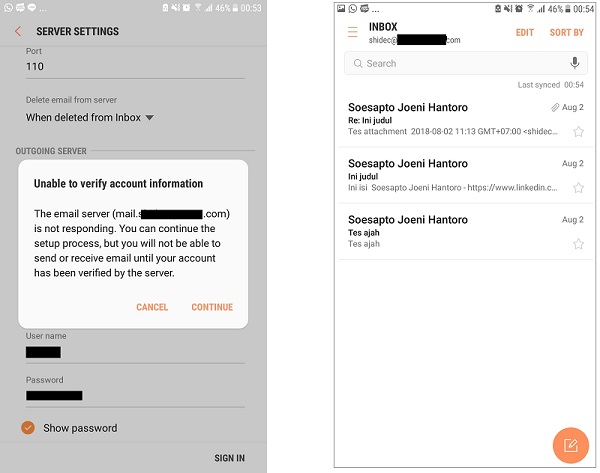 ... 46% 00:53
SERVER SETTINGS
Port
110
Delete email from server
When deleted from Inbox
OUTGOING SERVER
Unable to verify account information
The email server (mail.s .com)
is not responding. You can continue the
setup process, but you will not be able to
send or receive email until your account
has been verified by the server.
CANCEL CONTINUE
User name
Password
Show password
SIGN IN
... 46% 00:54
INBOX
shidec@ com
EDIT SORT BY
Search
Last synced 00:54
Soesapto Joeni Hantoro Aug 2
Re: Ini judul
Tes attachment 2018-08-02 11:13 GMT+07:00 <shidec...
Soesapto Joeni Hantoro Aug 2
Ini judul
Ini isi Soesapto Joeni Hantoro - https://www.linkedin.c...
Soesapto Joeni Hantoro Aug 2
Tes ajah
Tes ajah